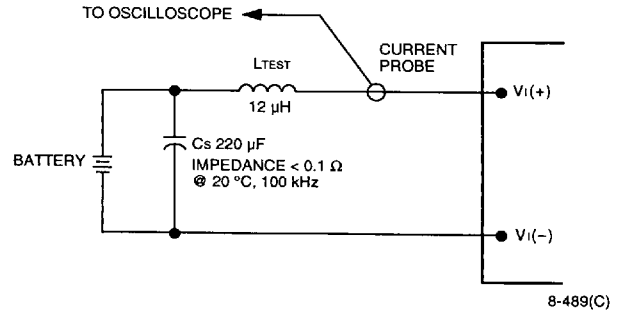 TO OSCILLOSCOPE
LTEST
12 µH
CURRENT
PROBE
VI(+)
CS 220 µF
IMPEDANCE < 0.1 Ω
@ 20 °C, 100 kHz
BATTERY
VI(−)
8-489(C)